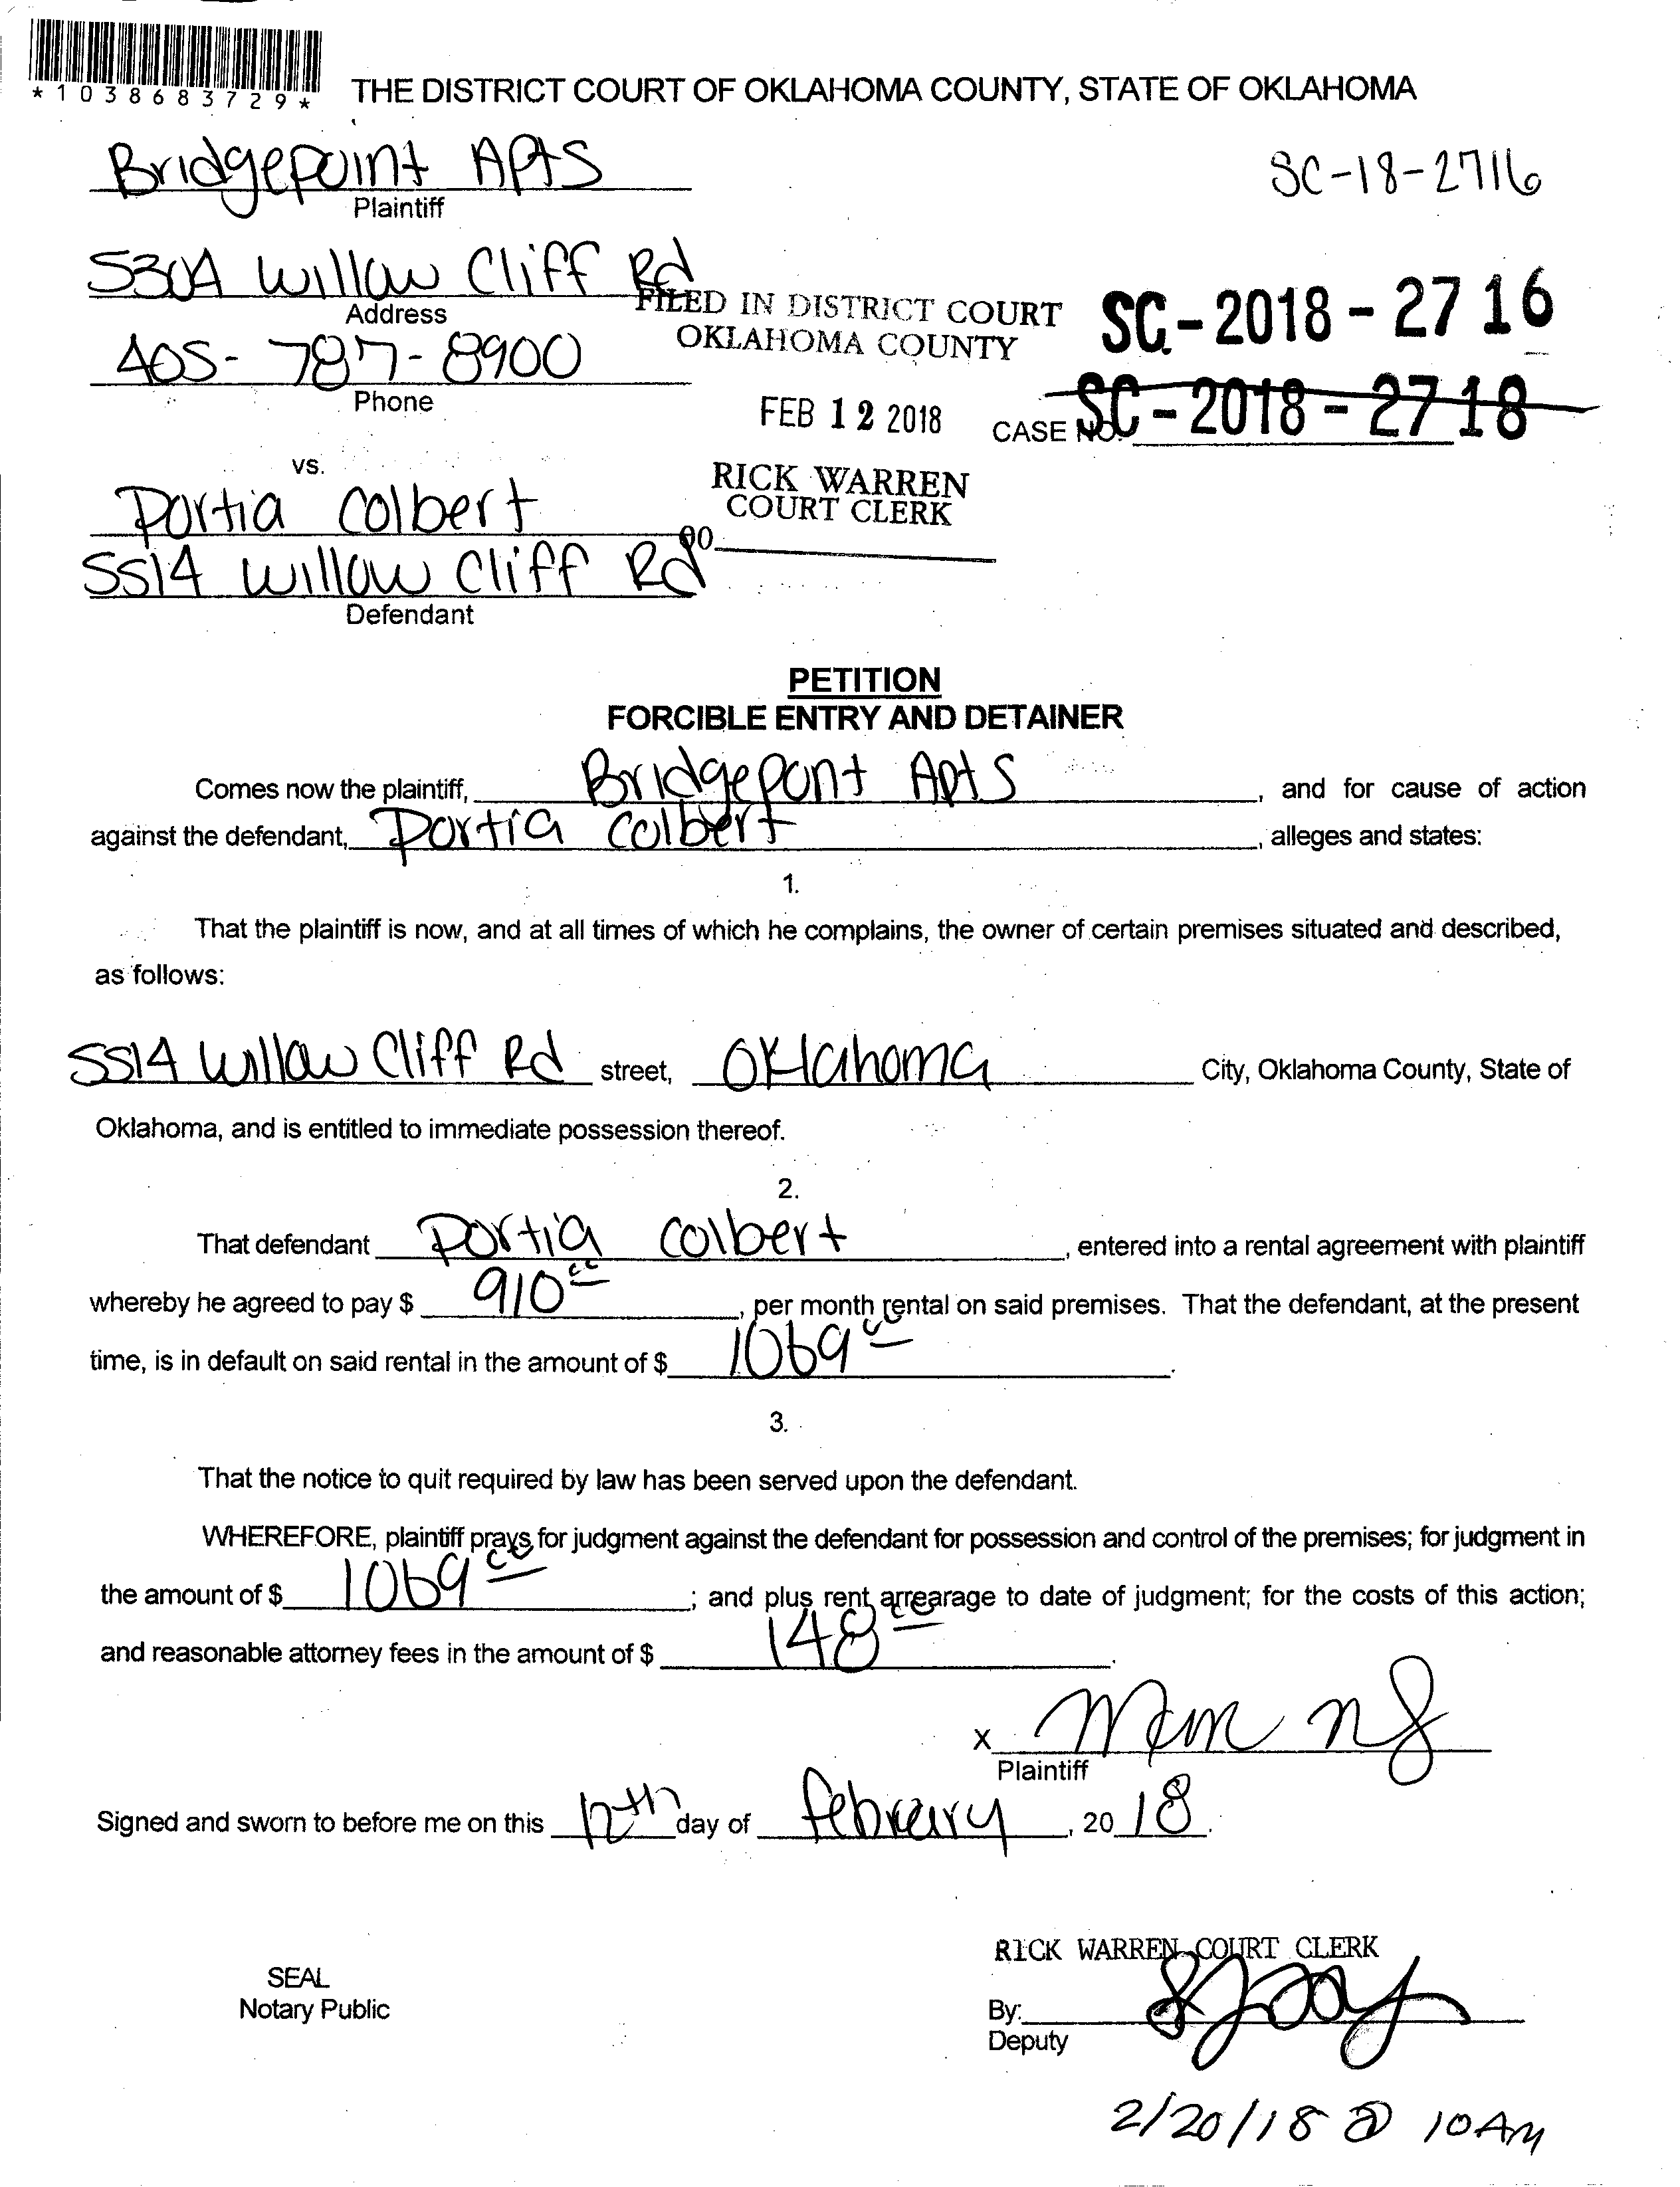 *1038683729*
THE DISTRICT COURT OF OKLAHOMA COUNTY, STATE OF OKLAHOMA
Bridgepoint Apts
Plaintiff
SC-18-2716
5304 Willow Cliff Rd
Address
FILED IN DISTRICT COURT
OKLAHOMA COUNTY
SC-2018-2716
405-787-8900
Phone
FEB 12 2018
CASE NO. SC-2018-2718
vs.
RICK WARREN
COURT CLERK
Portia Colbert
90
5514 Willow Cliff Rd
Defendant
PETITION
FORCIBLE ENTRY AND DETAINER
Comes now the plaintiff, Bridgepont Apts, and for cause of action
against the defendant, Portia Colbert, alleges and states:
1.
That the plaintiff is now, and at all times of which he complains, the owner of certain premises situated and described,
as follows:
5514 Willow Cliff Rd street, Oklahoma City, Oklahoma County, State of
Oklahoma, and is entitled to immediate possession thereof.
2.
That defendant Portia Colbert, entered into a rental agreement with plaintiff
whereby he agreed to pay $ 910 00, per month rental on said premises. That the defendant, at the present
time, is in default on said rental in the amount of $ 1069 00.
3.
That the notice to quit required by law has been served upon the defendant.
WHEREFORE, plaintiff prays for judgment against the defendant for possession and control of the premises; for judgment in
the amount of $ 1069 00; and plus rent arrearage to date of judgment; for the costs of this action;
and reasonable attorney fees in the amount of $ 148 00.
X
Plaintiff
Signed and sworn to before me on this 12th day of February, 20 18.
RICK WARREN COURT CLERK
SEAL
Notary Public
By:
Deputy
2/20/18 @ 10AM